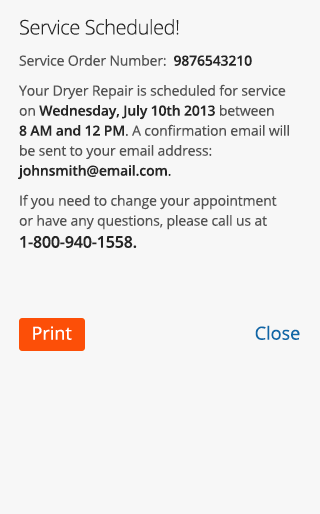 Service Scheduled!
Service Order Number: 9876543210
Your Dryer Repair is scheduled for service
on Wednesday, July 10th 2013 between
8 AM and 12 PM. A confirmation email will
be sent to your email address:
johnsmith@email.com.
If you need to change your appointment
or have any questions, please call us at
1-800-940-1558.
Print
Close